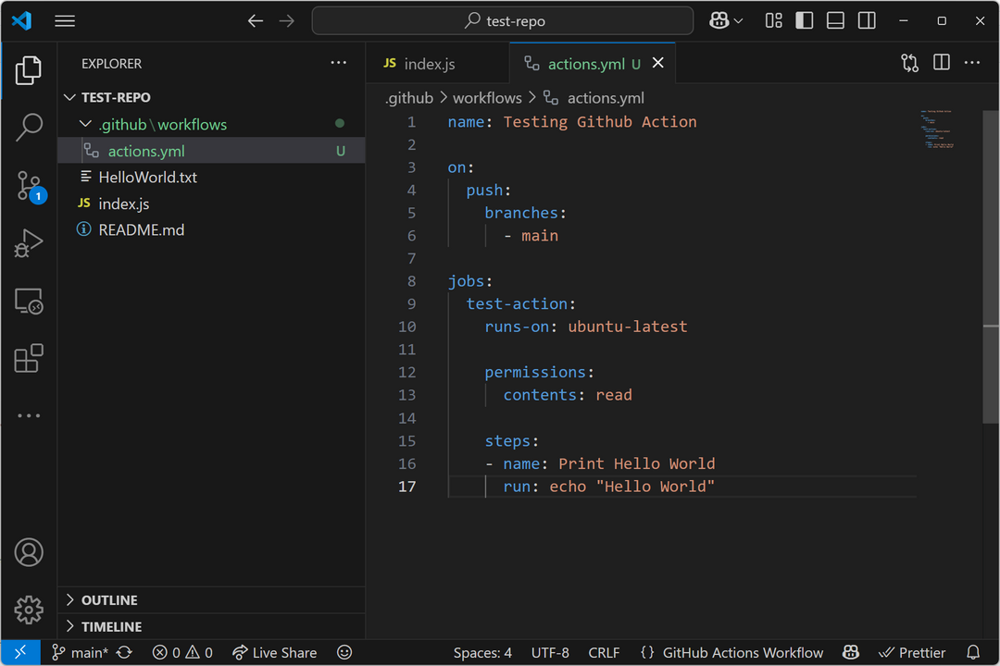 test-repo
EXPLORER
TEST-REPO
.github\workflows
actions.yml U
HelloWorld.txt
JS index.js
README.md
1
OUTLINE
TIMELINE
JS index.js
actions.yml U
.github > workflows > actions.yml
1 name: Testing Github Action
2
3 on:
4 push:
5 branches:
6 - main
7
8 jobs:
9 test-action:
10 runs-on: ubuntu-latest
11
12 permissions:
13 contents: read
14
15 steps:
16 - name: Print Hello World
17 run: echo "Hello World"
main* 0 0 Live Share Spaces: 4 UTF-8 CRLF {} GitHub Actions Workflow Prettier